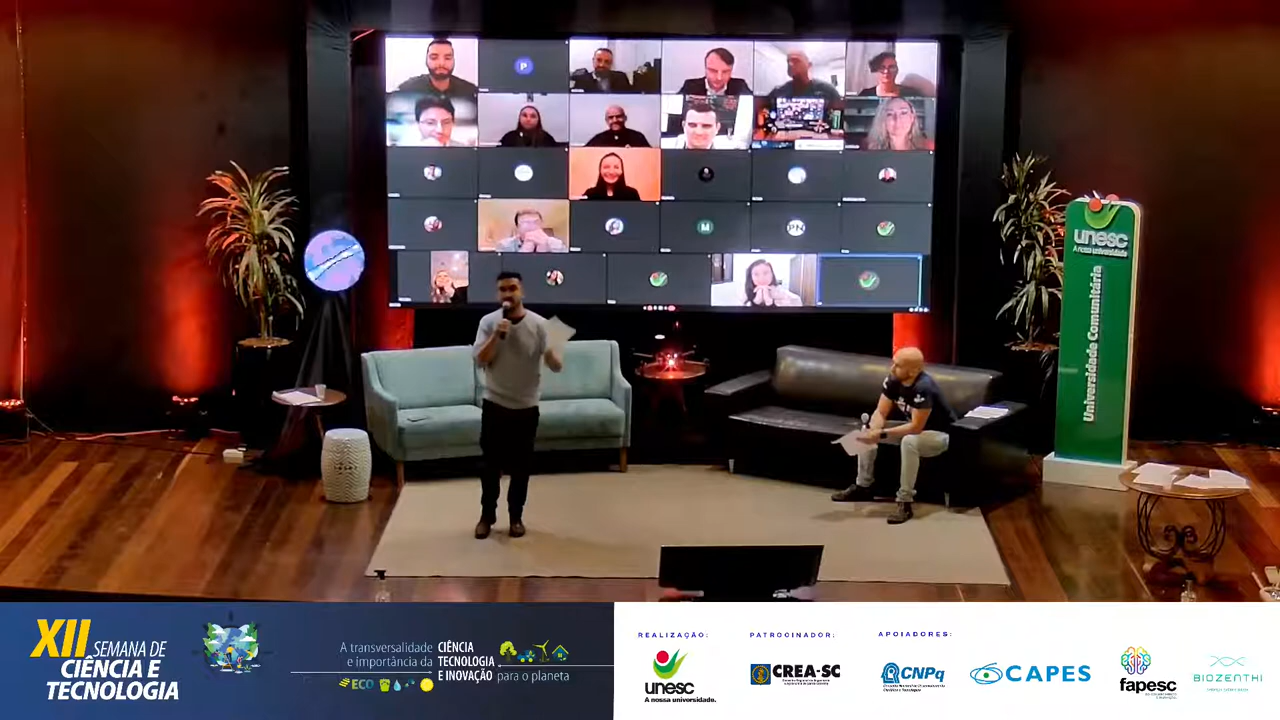 P
M
PN
unesc
A nossa universidade
Universidade Comunitária
XII SEMANA DE
CIÊNCIA E
TECNOLOGIA
A transversalidade
e importância da
CIÊNCIA
TECNOLOGIA
E INOVAÇÃO
para o planeta
ECO
REALIZAÇÃO:
unesc
A nossa universidade.
PATROCINADOR:
CREA-SC
APOIADORES:
CNPq
CAPES
fapesc
BIOZENTHI